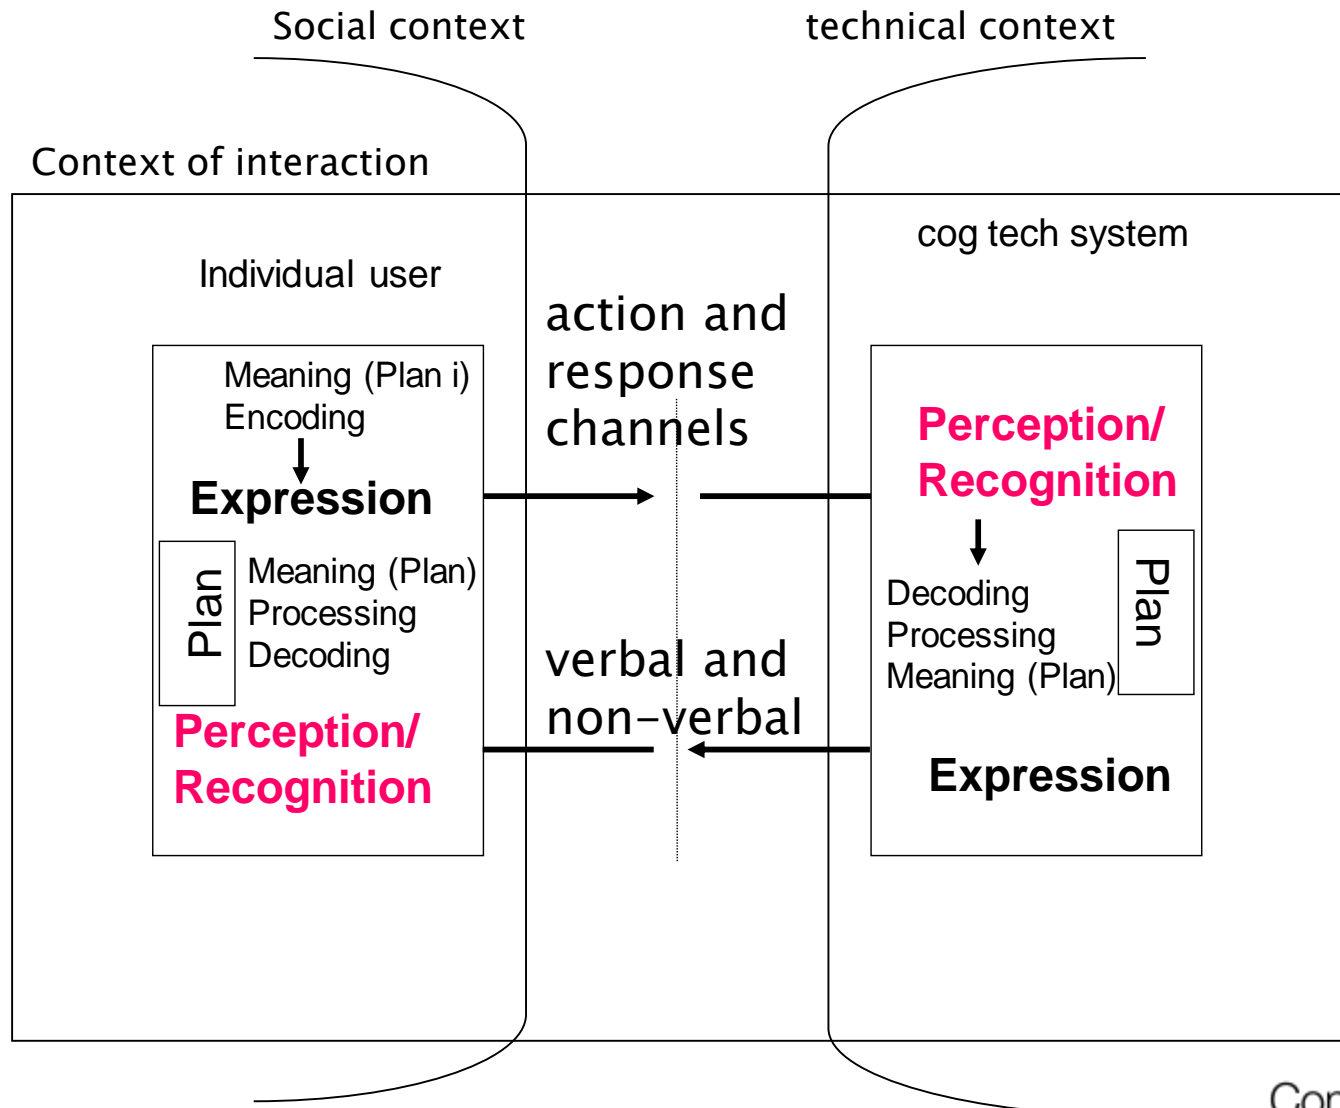 Social context
technical context
Context of interaction
cog tech system
Individual user
action and
response
channels
Meaning (Plan i)
Encoding
Expression
Plan
Meaning (Plan)
Processing
Decoding
Perception/
Recognition
verbal and
non-verbal
Perception/
Recognition
Decoding
Processing
Meaning (Plan)
Plan
Expression